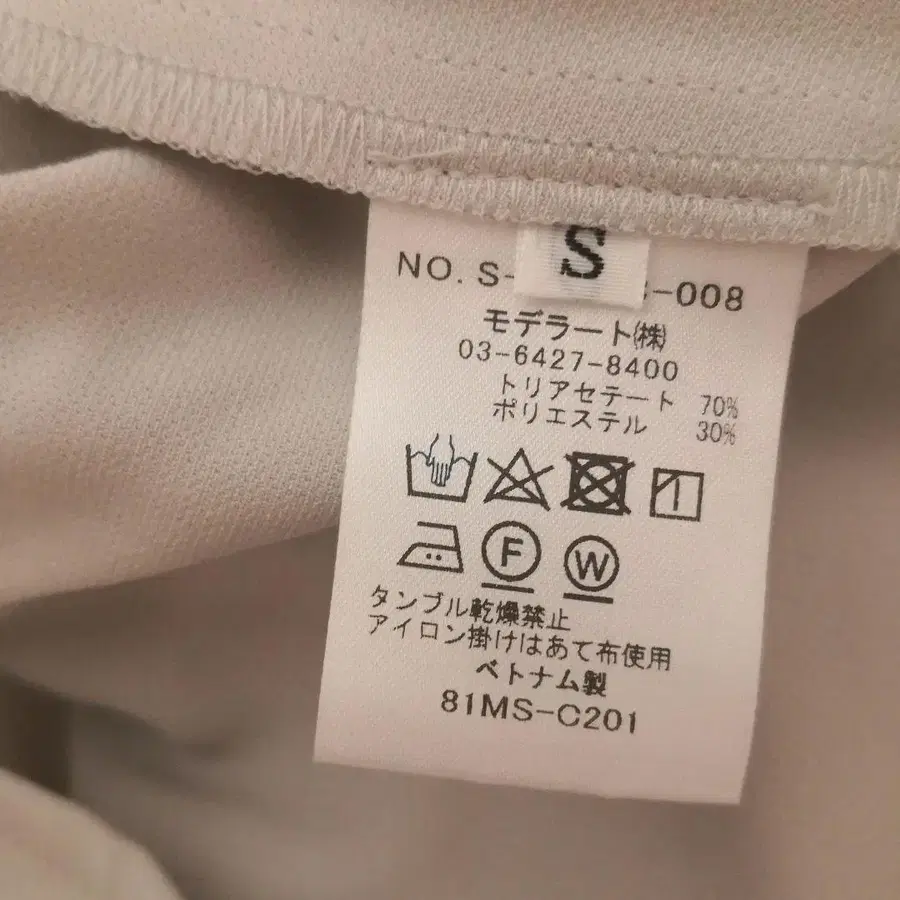 S
NO. S- -008
モデラート㈱
03-6427-8400
トリアセテート 70%
ポリエステル 30%
F W
タンブル乾燥禁止
アイロン掛けはあて布使用
ベトナム製
81MS-C201